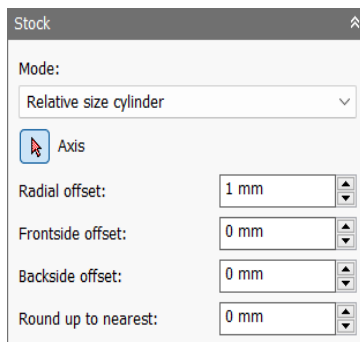 Stock
Mode:
Relative size cylinder
Axis
Radial offset: 1 mm
Frontside offset: 0 mm
Backside offset: 0 mm
Round up to nearest: 0 mm